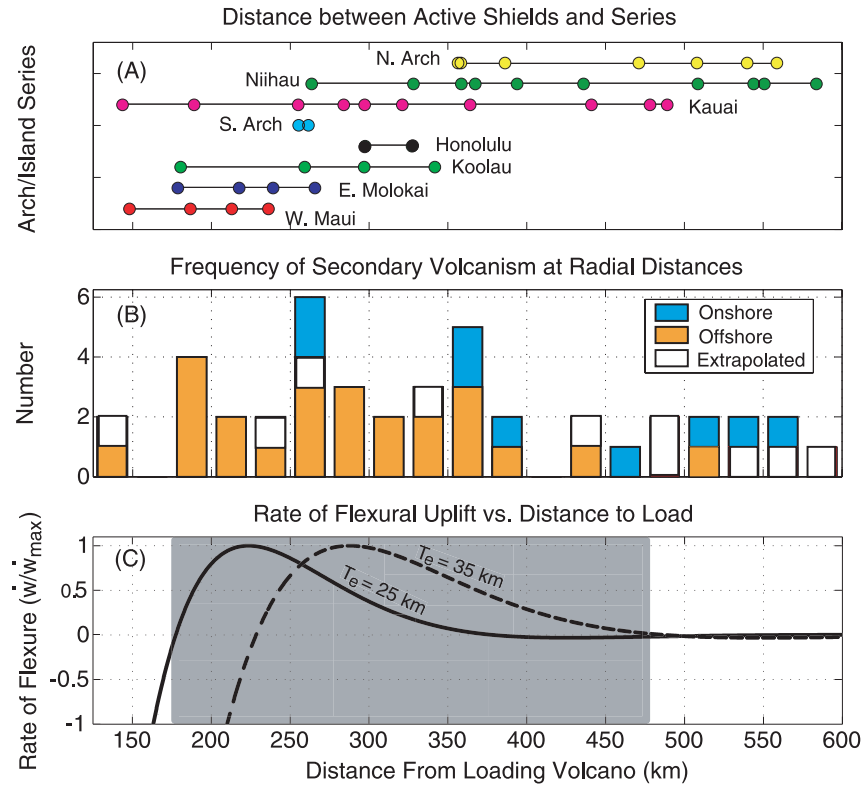 Distance between Active Shields and Series
(A)
N. Arch
Niihau
Kauai
S. Arch
Honolulu
Koolau
E. Molokai
W. Maui
Arch/Island Series
Frequency of Secondary Volcanism at Radial Distances
(B)
Onshore
Offshore
Extrapolated
6
4
2
0
Number
Rate of Flexural Uplift vs. Distance to Load
(C)
Te = 25 km
Te = 35 km
1
0.5
0
-0.5
-1
Rate of Flexure (ẇ/ẇmax)
150 200 250 300 350 400 450 500 550 600
Distance From Loading Volcano (km)